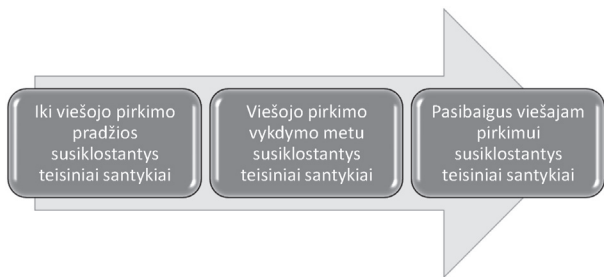 Iki viešojo pirkimo
pradžios
susiklostantys
teisiniai santykiai
Viešojo pirkimo
vykdymo metu
susiklostantys
teisiniai santykiai
Pasibaigus viešajam
pirkimui
susiklostantys
teisiniai santykiai